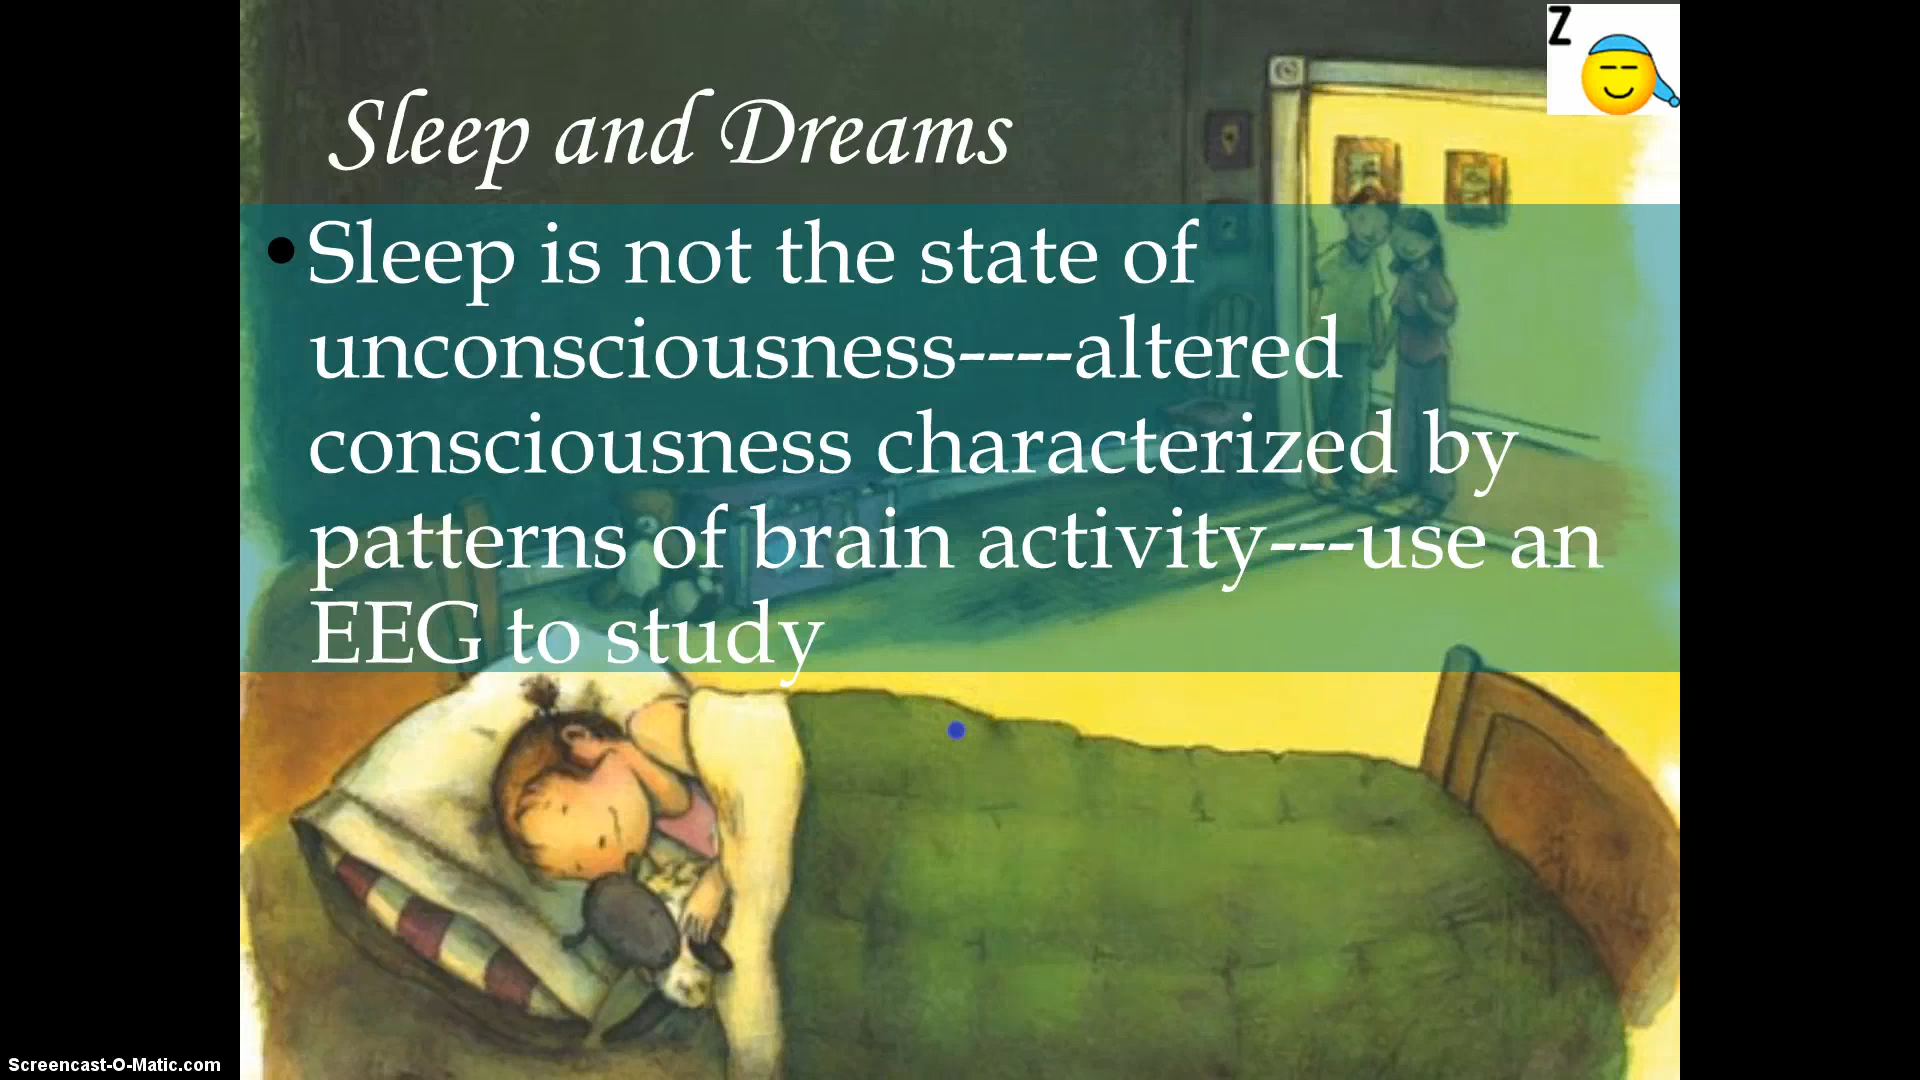 Z
Sleep and Dreams
• Sleep is not the state of
unconsciousness----altered
consciousness characterized by
patterns of brain activity---use an
EEG to study
Screencast-O-Matic.com